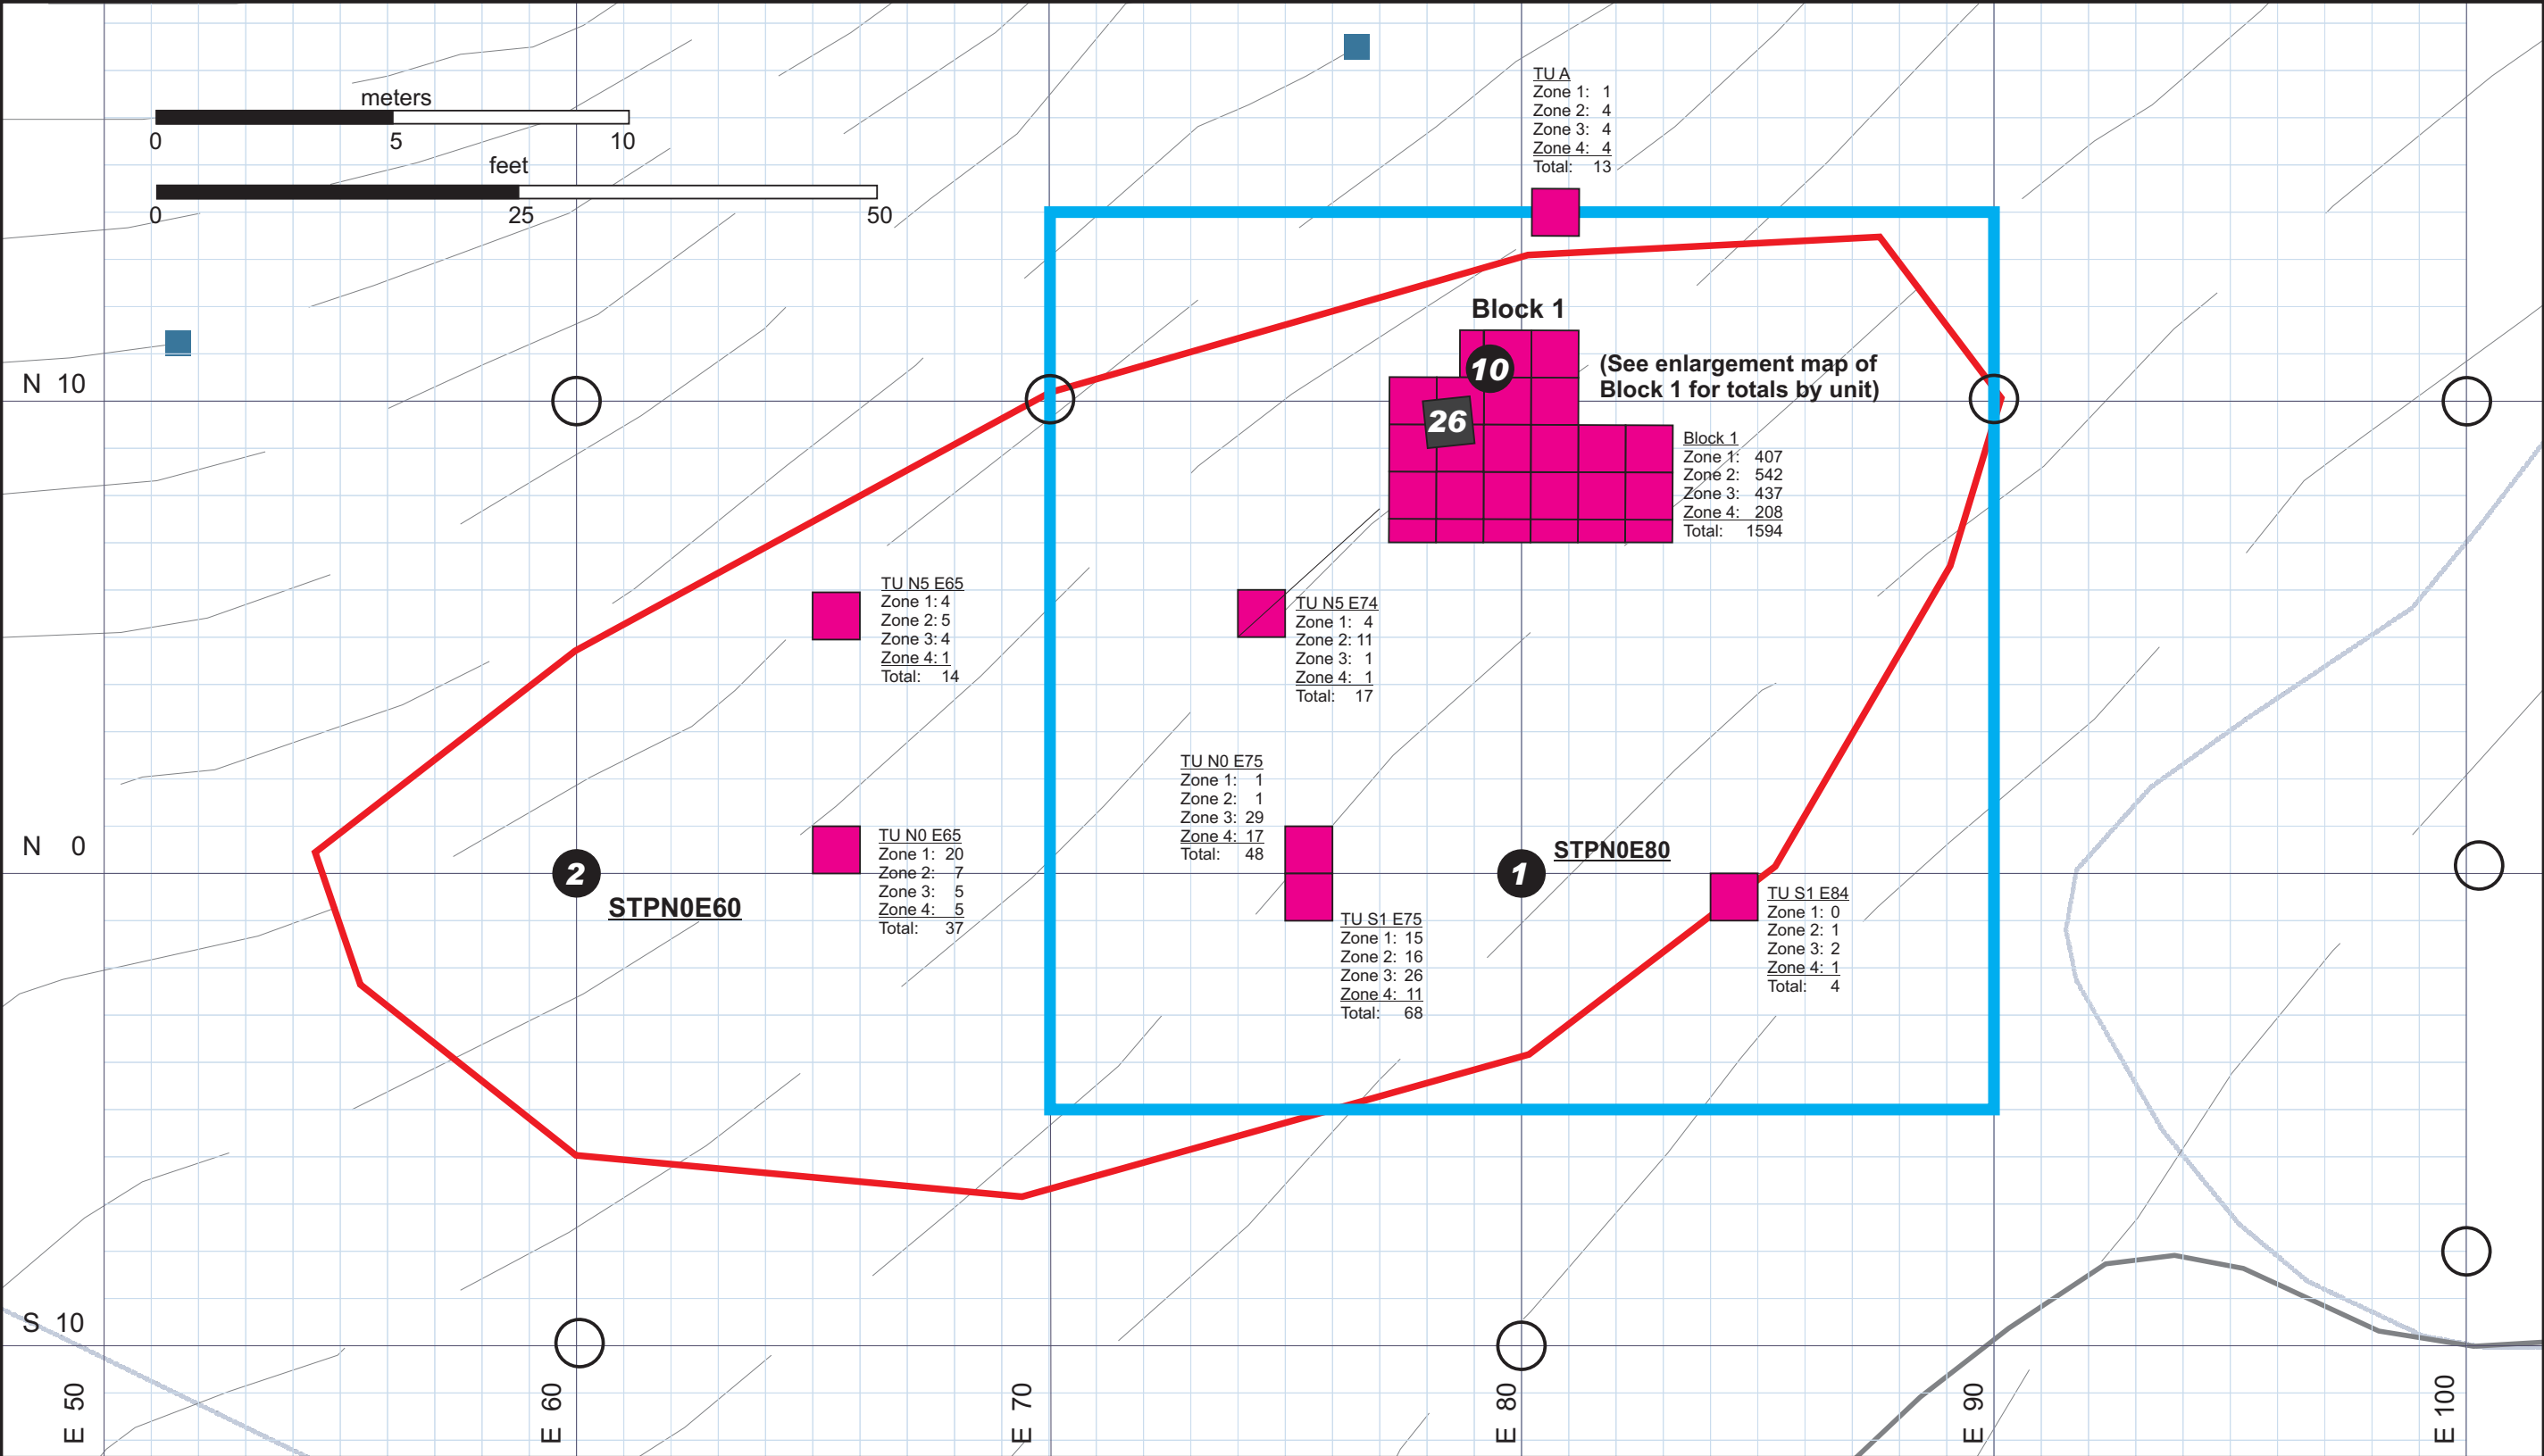 meters
0 5 10
feet
0 25 50
TU A
Zone 1: 1
Zone 2: 4
Zone 3: 4
Zone 4: 4
Total: 13
Block 1
10
(See enlargement map of
Block 1 for totals by unit)
26
N 10
Block 1
Zone 1: 407
Zone 2: 542
Zone 3: 437
Zone 4: 208
Total: 1594
TU N5 E65
Zone 1: 4
Zone 2: 5
Zone 3: 4
Zone 4: 1
Total: 14
TU N5 E74
Zone 1: 4
Zone 2: 11
Zone 3: 1
Zone 4: 1
Total: 17
TU N0 E75
Zone 1: 1
Zone 2: 1
Zone 3: 29
Zone 4: 17
Total: 48
N 0
2
STPN0E60
TU N0 E65
Zone 1: 20
Zone 2: 7
Zone 3: 5
Zone 4: 5
Total: 37
1
STPN0E80
TU S1 E75
Zone 1: 15
Zone 2: 16
Zone 3: 26
Zone 4: 11
Total: 68
TU S1 E84
Zone 1: 0
Zone 2: 1
Zone 3: 2
Zone 4: 1
Total: 4
S 10
E 50
E 60
E 70
E 80
E 90
E 100